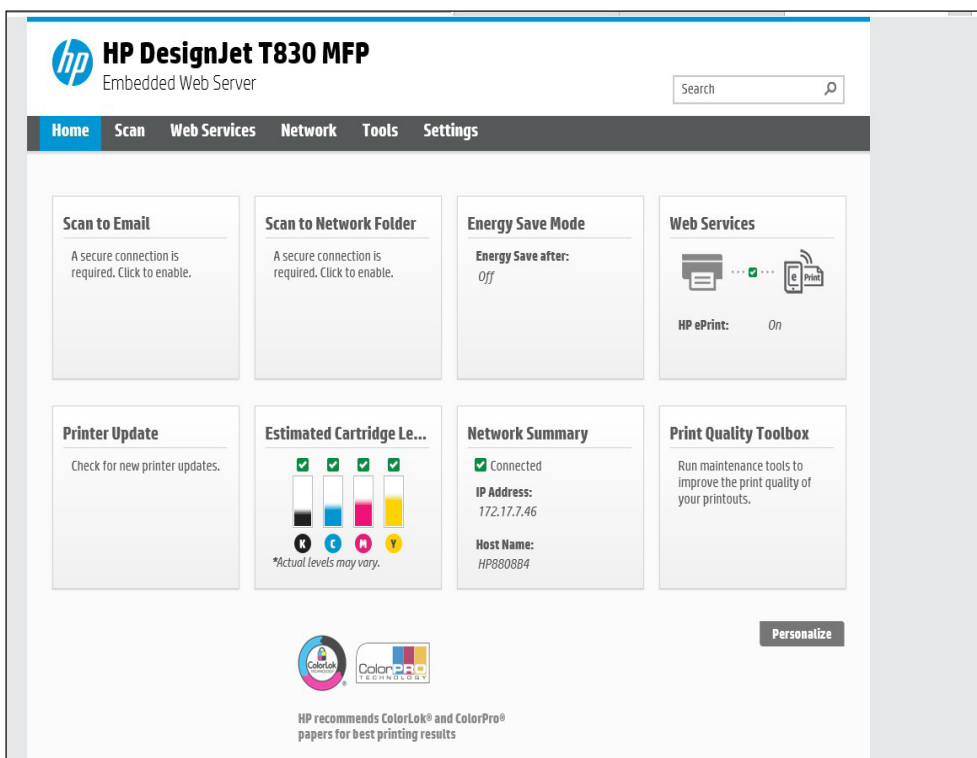 hp
HP DesignJet T830 MFP
Embedded Web Server
Search
Home Scan Web Services Network Tools Settings
Scan to Email
A secure connection is
required. Click to enable.
Scan to Network Folder
A secure connection is
required. Click to enable.
Energy Save Mode
Energy Save after:
Off
Web Services
e Print
HP ePrint: On
Printer Update
Check for new printer updates.
Estimated Cartridge Le...
K C M Y
*Actual levels may vary.
Network Summary
Connected
IP Address:
172.17.7.46
Host Name:
HP8808B4
Print Quality Toolbox
Run maintenance tools to
improve the print quality of
your printouts.
Personalize
ColorLok
TECHNOLOGY
®
ColorPRO
TECHNOLOGY
HP recommends ColorLok® and ColorPro®
papers for best printing results